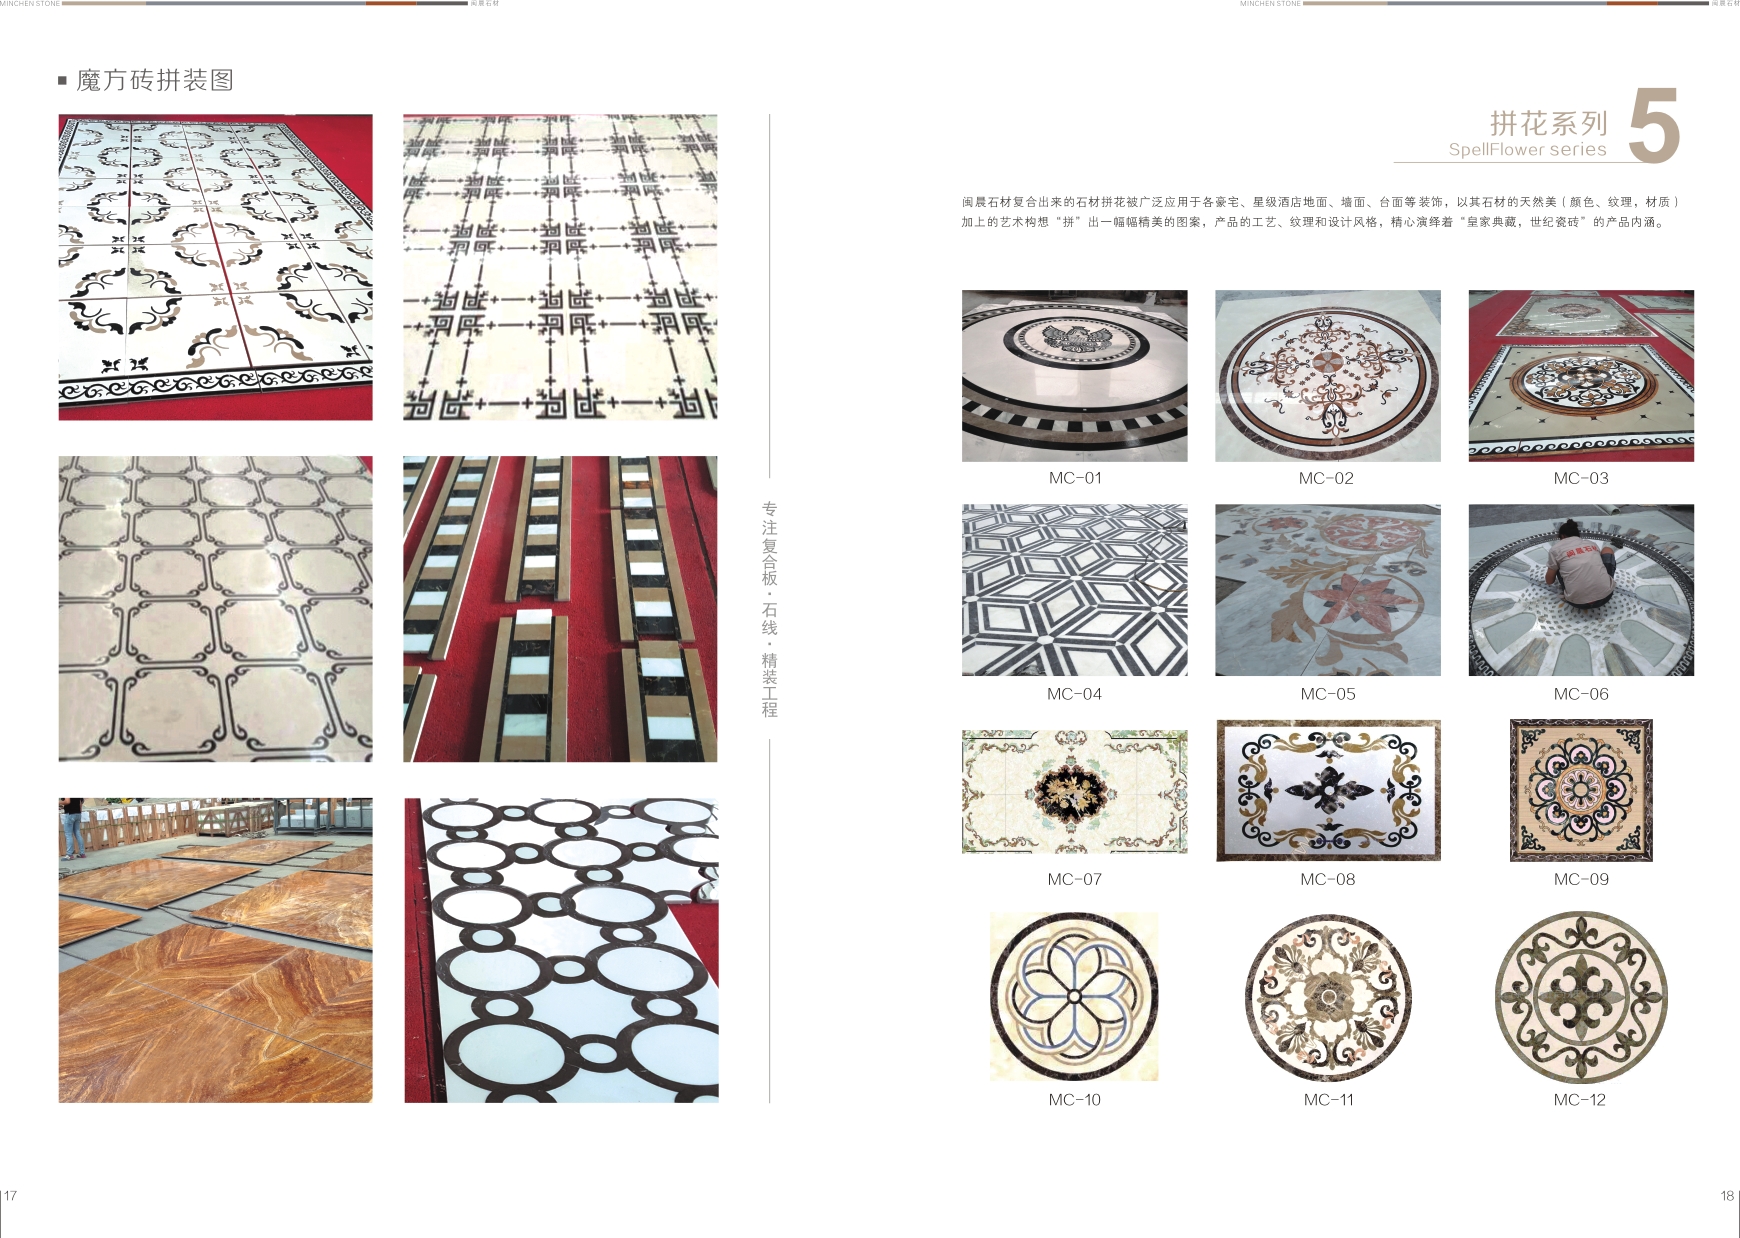 MINCHEN STONE
闽晨石材
MINCHEN STONE
闽晨石材
魔方砖拼装图
专注复合板·石线·精装工程
17
拼花系列
SpellFlower series
5
闽晨石材复合出来的石材拼花被广泛应用于各豪宅、星级酒店地面、墙面、台面等装饰，以其石材的天然美（颜色、纹理，材质）
加上的艺术构想“拼”出一幅幅精美的图案，产品的工艺、纹理和设计风格，精心演绎着“皇家典藏，世纪瓷砖”的产品内涵。
MC-01
MC-02
MC-03
闽晨石材
MC-04
MC-05
MC-06
MC-07
MC-08
MC-09
MC-10
MC-11
MC-12
18